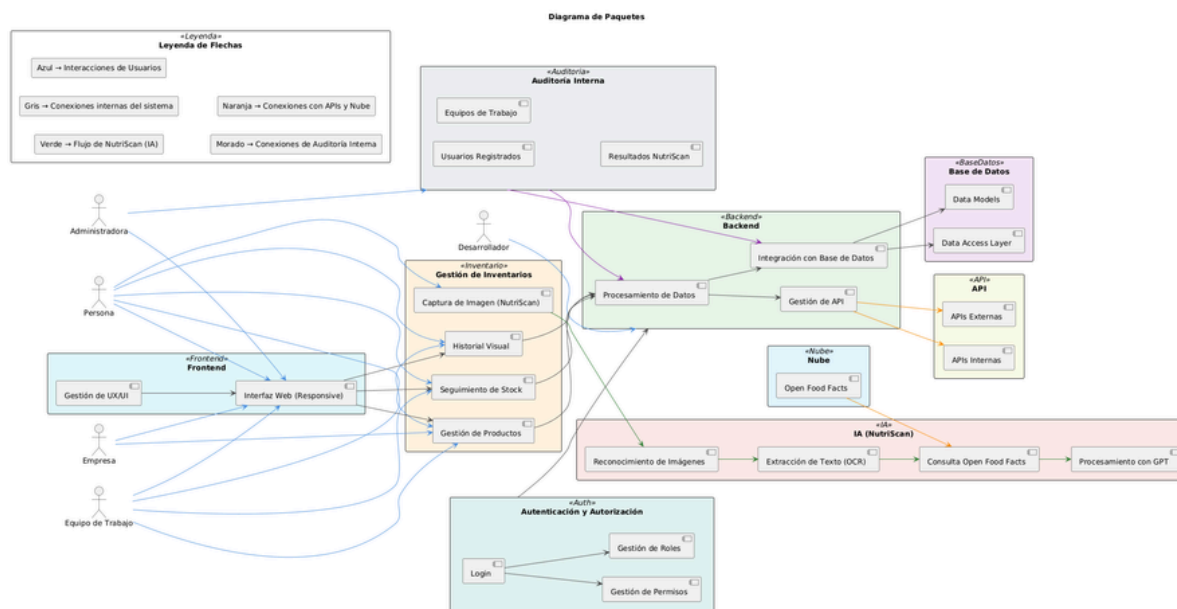 Diagrama de Paquetes
«Leyenda»
Leyenda de Flechas
Azul → Interacciones de Usuarios
Gris → Conexiones internas del sistema
Naranja → Conexiones con APIs y Nube
Verde → Flujo de NutriScan (IA)
Morado → Conexiones de Auditoría Interna
«Auditoria»
Auditoría Interna
Equipos de Trabajo
Usuarios Registrados
Resultados NutriScan
«BaseDatos»
Base de Datos
Data Models
Data Access Layer
Administradora
Desarrollador
«Backend»
Backend
Integración con Base de Datos
Procesamiento de Datos
Gestión de API
«Inventario»
Gestión de Inventarios
Captura de Imagen (NutriScan)
Historial Visual
Seguimiento de Stock
Gestión de Productos
«API»
API
APIs Externas
APIs Internas
Persona
«Frontend»
Frontend
Gestión de UX/UI
Interfaz Web (Responsive)
«Nube»
Nube
Open Food Facts
Empresa
«IA»
IA (NutriScan)
Reconocimiento de Imágenes
Extracción de Texto (OCR)
Consulta Open Food Facts
Procesamiento con GPT
Equipo de Trabajo
«Auth»
Autenticación y Autorización
Login
Gestión de Roles
Gestión de Permisos